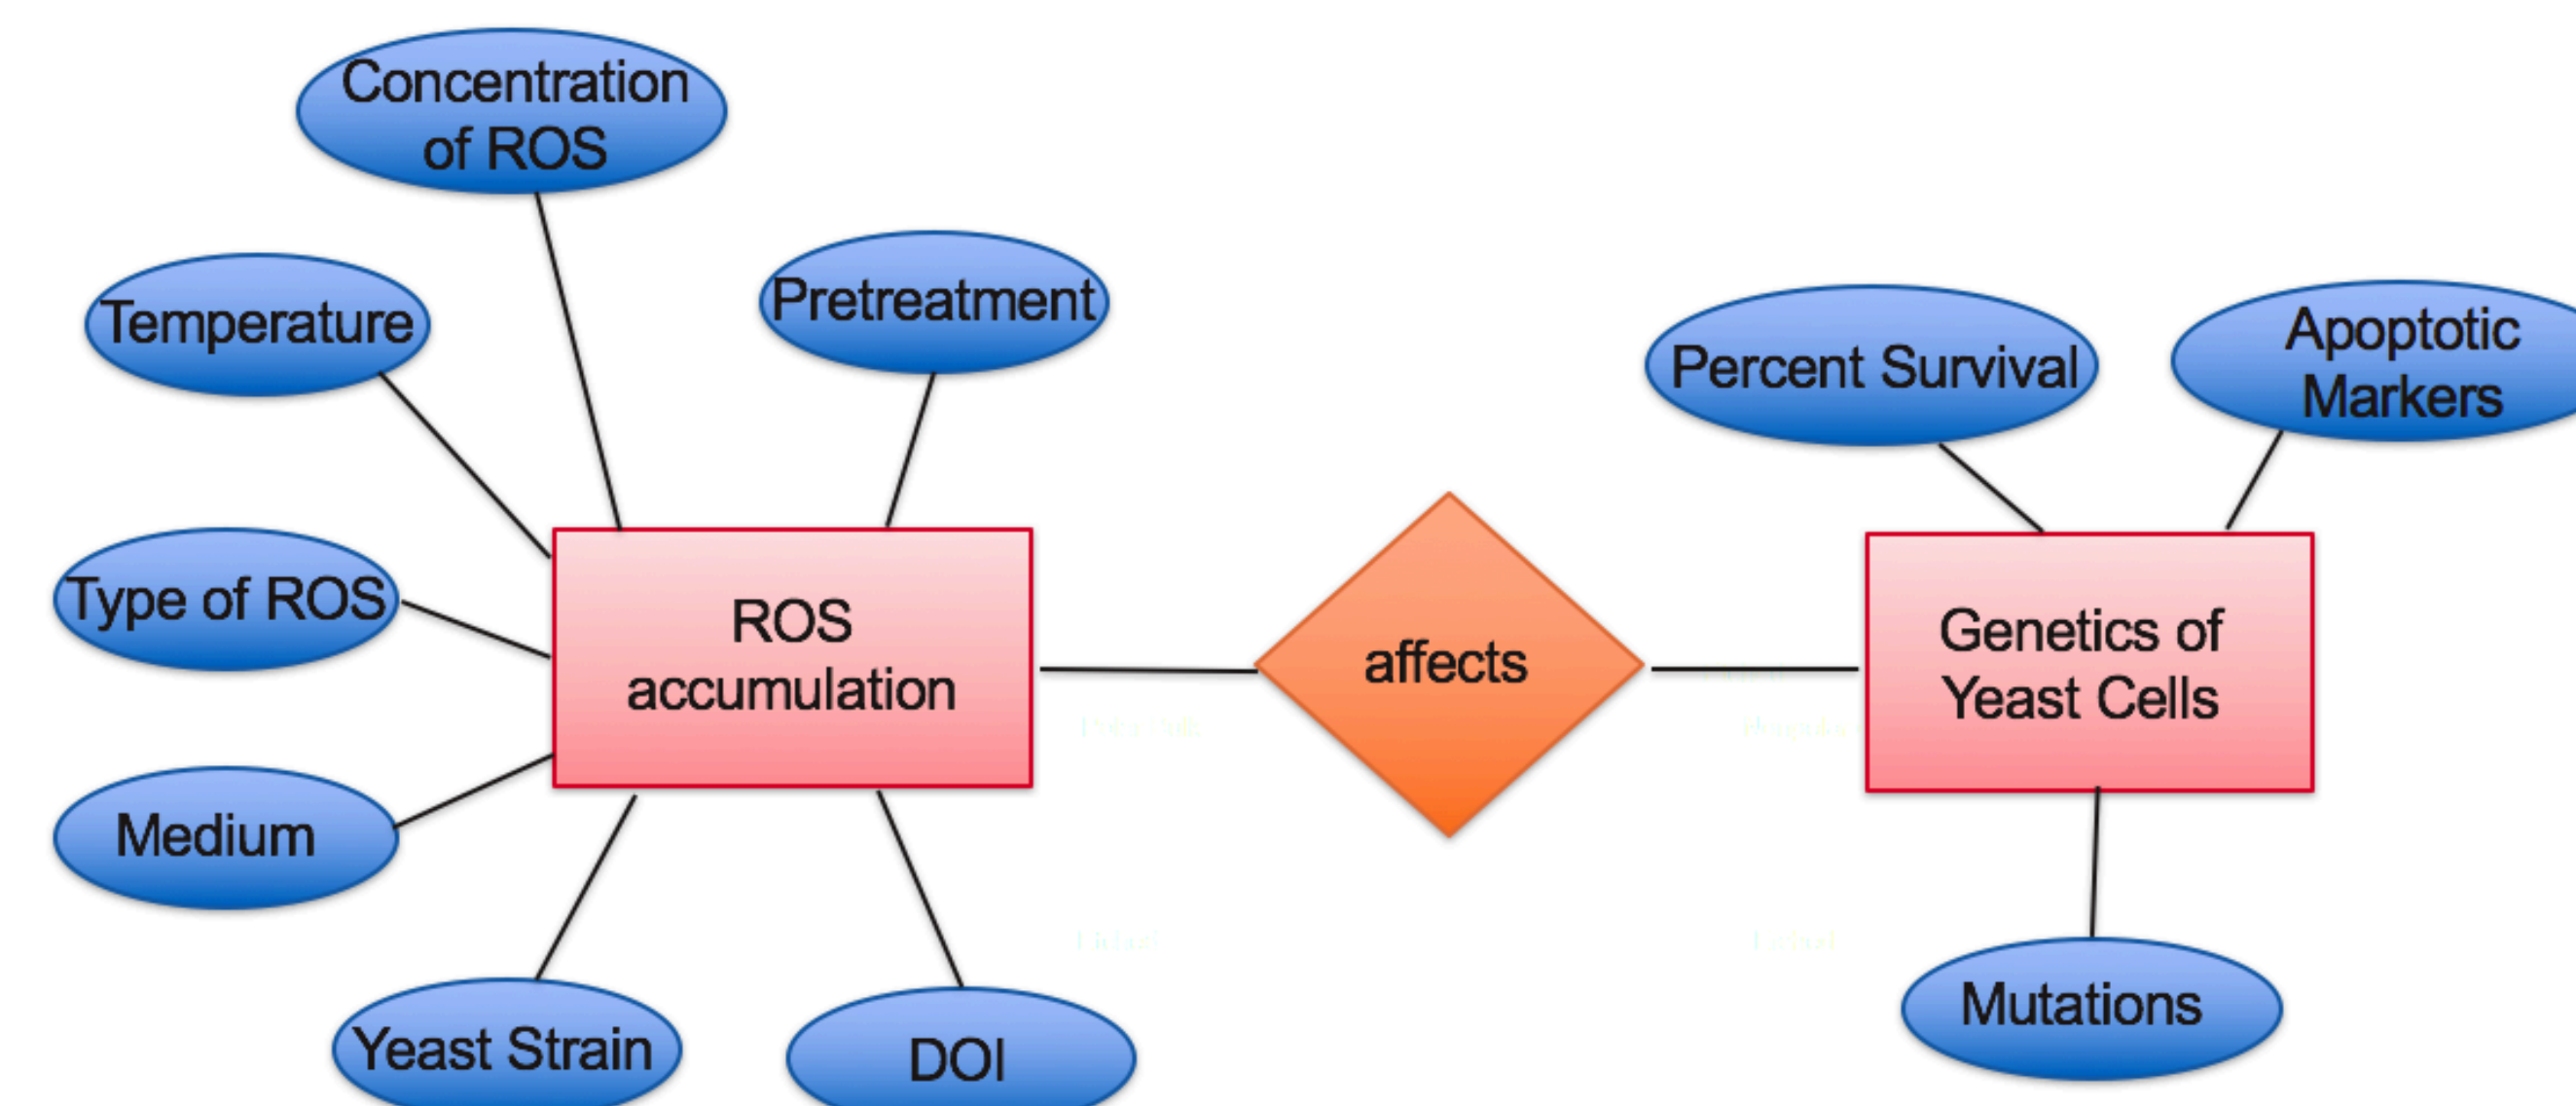 Concentration
of ROS
Temperature
Pretreatment
Percent Survival
Apoptotic
Markers
Type of ROS
ROS
accumulation
affects
Genetics of
Yeast Cells
Medium
Yeast Strain
DOI
Mutations